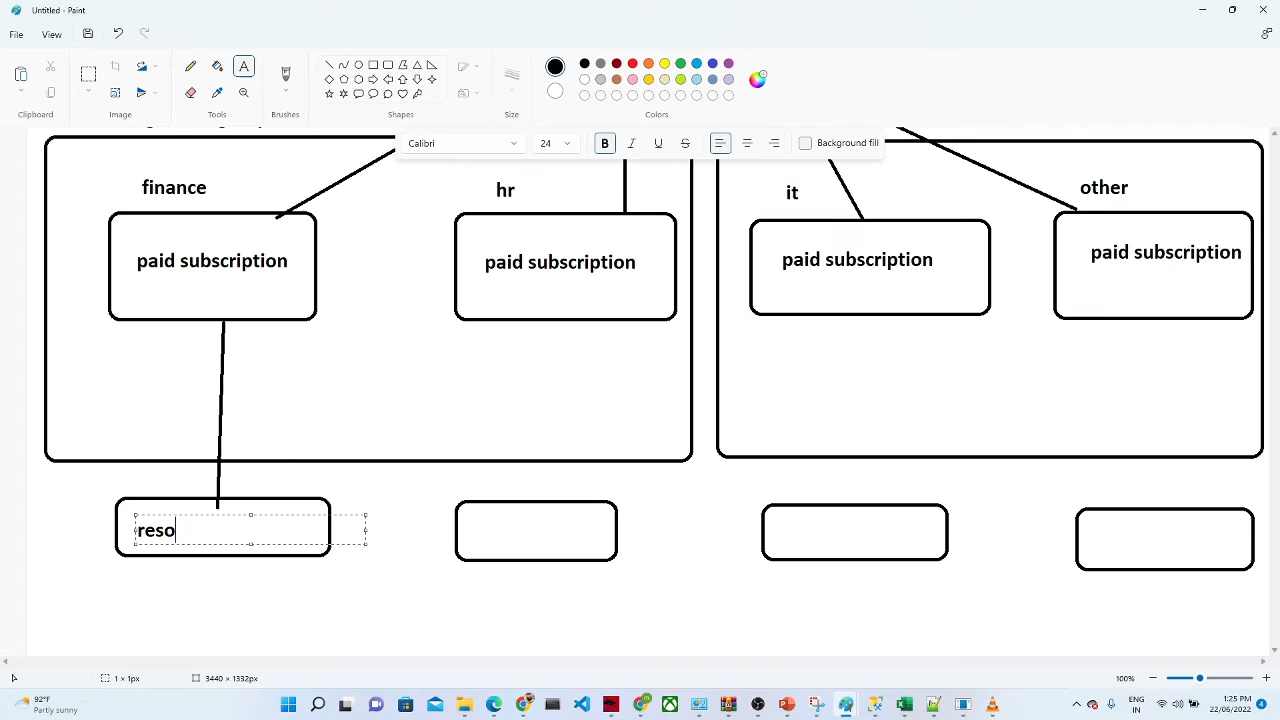 Untitled - Paint
File
View
Clipboard
Image
Tools
Brushes
Shapes
Size
Colors
Calibri
24
B
I
U
S
Background fill
finance
hr
it
other
paid subscription
paid subscription
paid subscription
paid subscription
reso
1 × 1px
3440 × 1332px
100%
92°F
Partly sunny
ENG
IN
5:25 PM
22/06/2022
4